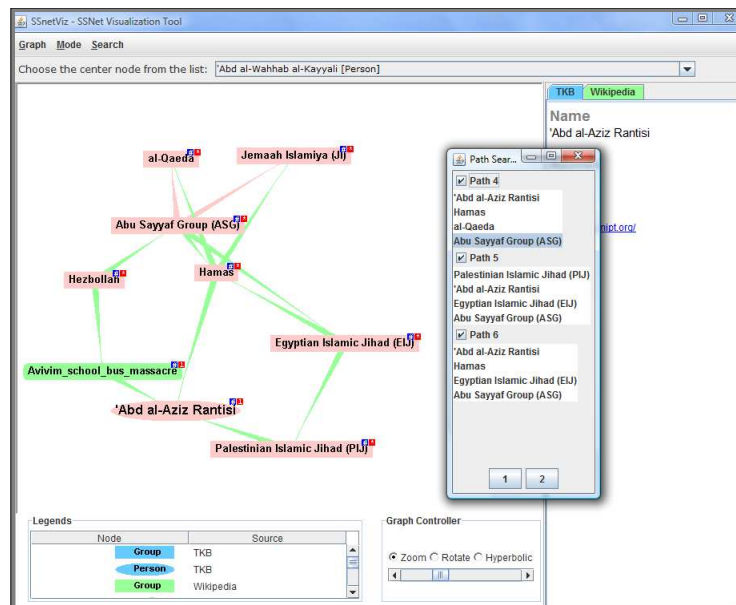 SSnetViz - SSNet Visualization Tool
Graph Mode Search
Choose the center node from the list: 'Abd al-Wahhab al-Kayyali [Person]
TKB Wikipedia
Name
'Abd al-Aziz Rantisi
al-Qaeda
Jemaah Islamiya (JI)
Abu Sayyaf Group (ASG)
Hezbollah
Hamas
Egyptian Islamic Jihad (EIJ)
Avivim_school_bus_massacre
'Abd al-Aziz Rantisi
Palestinian Islamic Jihad (PIJ)
Path Sear...
Path 4
'Abd al-Aziz Rantisi
Hamas
al-Qaeda
Abu Sayyaf Group (ASG)
Path 5
Palestinian Islamic Jihad (PIJ)
'Abd al-Aziz Rantisi
Egyptian Islamic Jihad (EIJ)
Abu Sayyaf Group (ASG)
Path 6
'Abd al-Aziz Rantisi
Hamas
Egyptian Islamic Jihad (EIJ)
Abu Sayyaf Group (ASG)
1 2
nipt.org/
Legends
Node Source
Group TKB
Person TKB
Group Wikipedia
Graph Controller
Zoom Rotate Hyperbolic